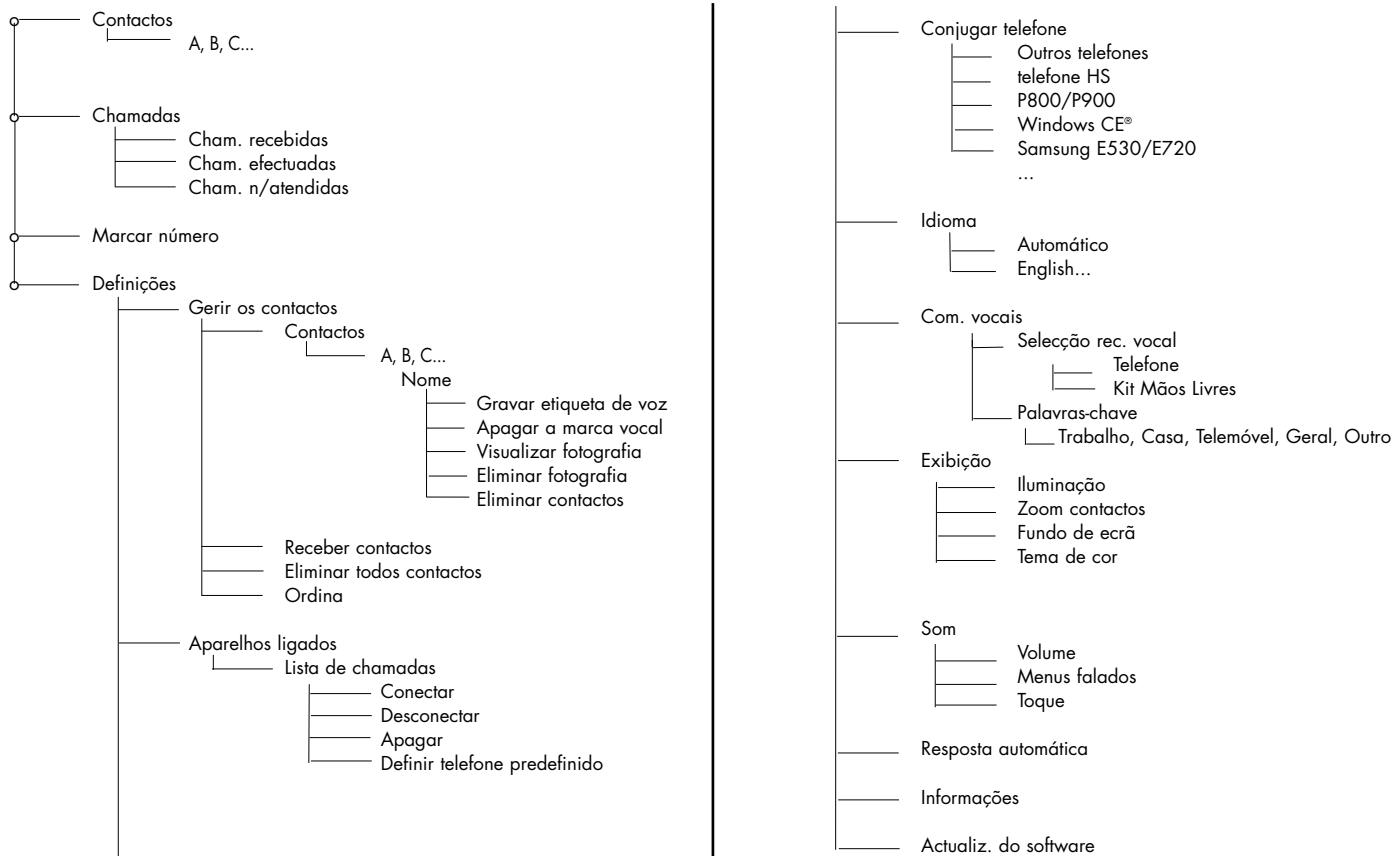 Contactos
A, B, C...
Chamadas
Cham. recebidas
Cham. efectuadas
Cham. n/atendidas
Marcar número
Definições
Gerir os contactos
Contactos
A, B, C...
Nome
Gravar etiqueta de voz
Apagar a marca vocal
Visualizar fotografia
Eliminar fotografia
Eliminar contactos
Receber contactos
Eliminar todos contactos
Ordina
Aparelhos ligados
Lista de chamadas
Conectar
Desconectar
Apagar
Definir telefone predefinido
Conjugar telefone
Outros telefones
telefone HS
P800/P900
Windows CE®
Samsung E530/E720
...
Idioma
Automático
English...
Com. vocais
Selecção rec. vocal
Telefone
Kit Mãos Livres
Palavras-chave
Trabalho, Casa, Telemóvel, Geral, Outro
Exibição
Iluminação
Zoom contactos
Fundo de ecrã
Tema de cor
Som
Volume
Menus falados
Toque
Resposta automática
Informações
Actualiz. do software